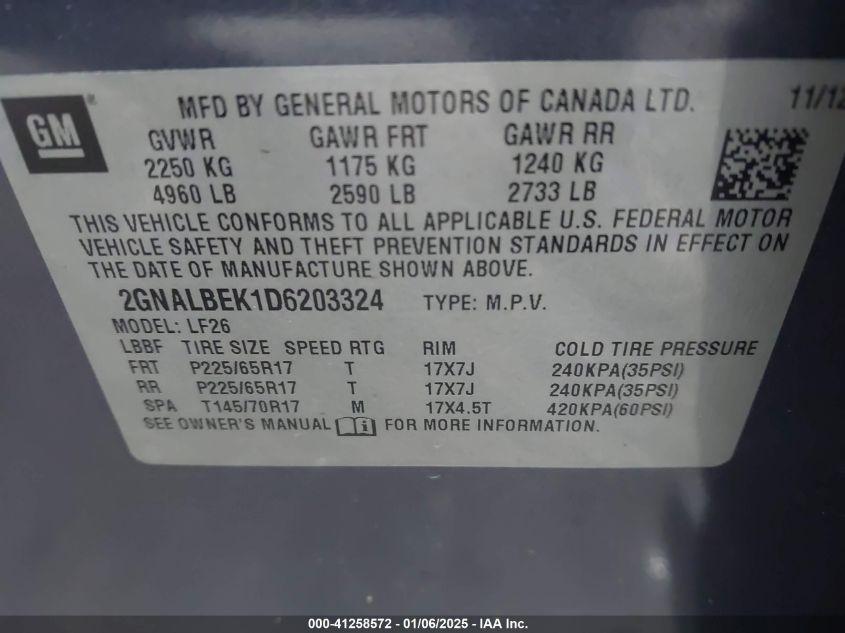 GM
MFD BY GENERAL MOTORS OF CANADA LTD. 11/12
GVWR GAWR FRT GAWR RR
2250 KG 1175 KG 1240 KG
4960 LB 2590 LB 2733 LB
THIS VEHICLE CONFORMS TO ALL APPLICABLE U.S. FEDERAL MOTOR
VEHICLE SAFETY AND THEFT PREVENTION STANDARDS IN EFFECT ON
THE DATE OF MANUFACTURE SHOWN ABOVE.
2GNALBEK1D6203324 TYPE: M.P.V.
MODEL: LF26
LBBF TIRE SIZE SPEED RTG RIM COLD TIRE PRESSURE
FRT P225/65R17 T 17X7J 240KPA(35PSI)
RR P225/65R17 T 17X7J 240KPA(35PSI)
SPA T145/70R17 M 17X4.5T 420KPA(60PSI)
SEE OWNER'S MANUAL FOR MORE INFORMATION.
000-41258572 - 01/06/2025 - IAA Inc.